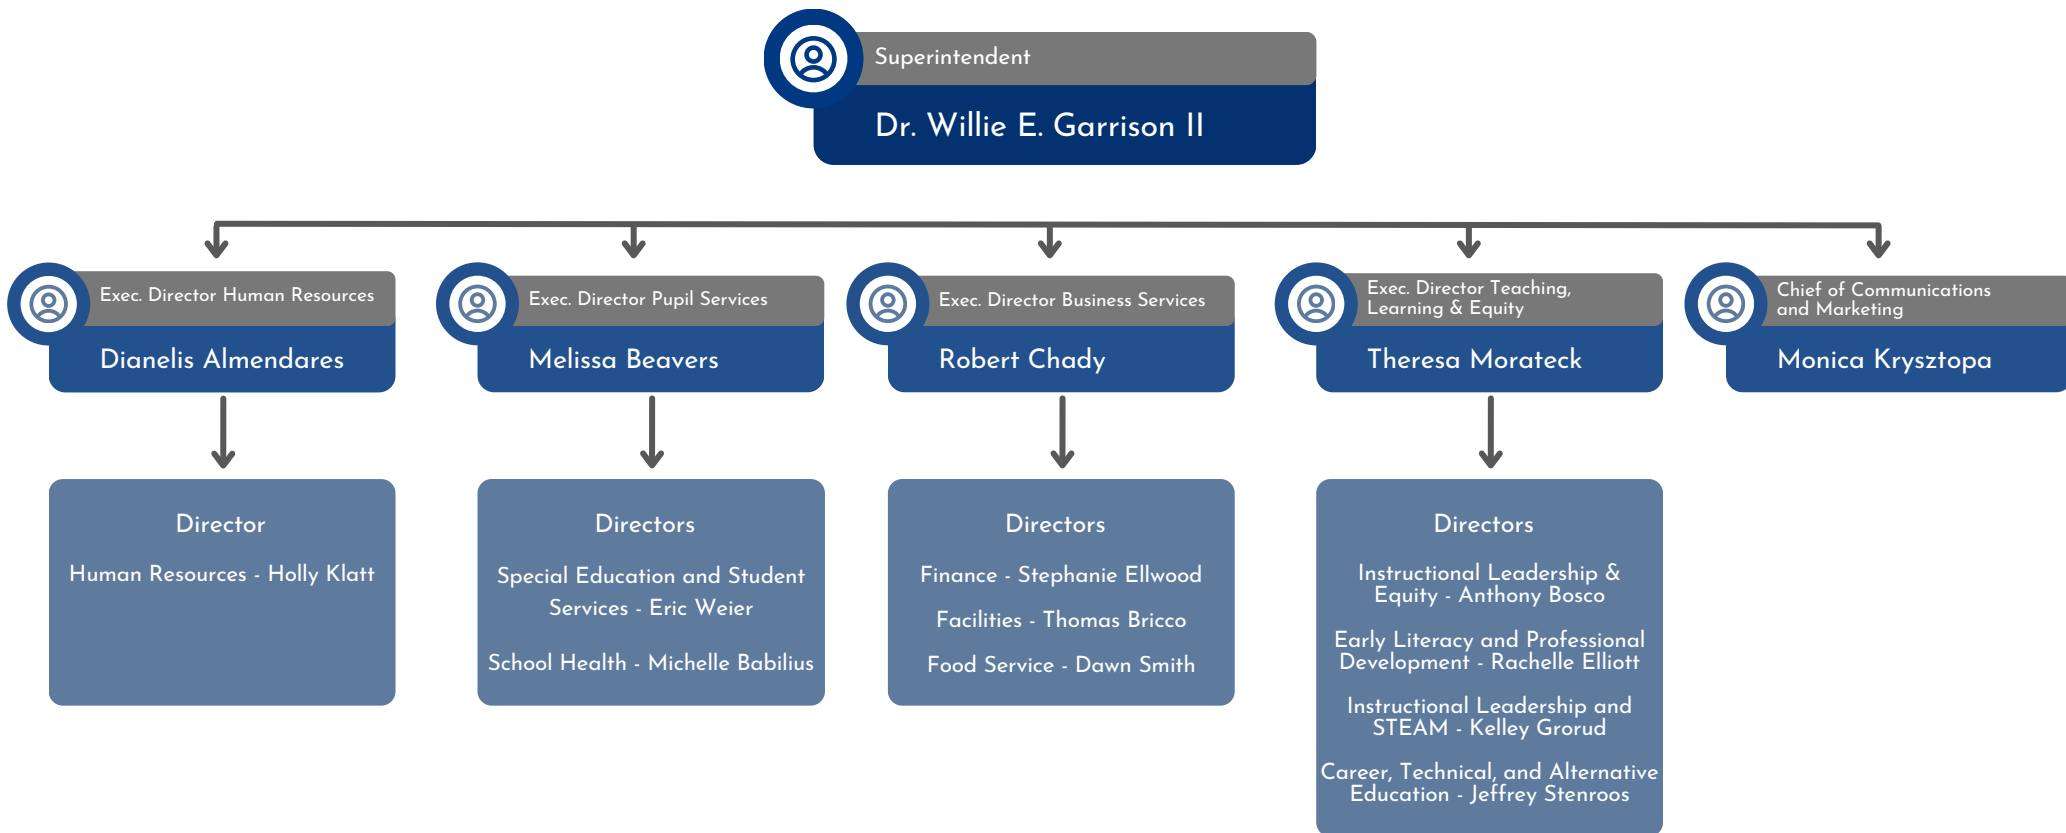 Superintendent
Dr. Willie E. Garrison II
Exec. Director Human Resources
Dianelis Almendares
Exec. Director Pupil Services
Melissa Beavers
Exec. Director Business Services
Robert Chady
Exec. Director Teaching,
Learning & Equity
Theresa Morateck
Chief of Communications
and Marketing
Monica Krysztopa
Director
Human Resources - Holly Klatt
Directors
Special Education and Student
Services - Eric Weier
School Health - Michelle Babilius
Directors
Finance - Stephanie Ellwood
Facilities - Thomas Bricco
Food Service - Dawn Smith
Directors
Instructional Leadership &
Equity - Anthony Bosco
Early Literacy and Professional
Development - Rachelle Elliott
Instructional Leadership and
STEAM - Kelley Grorud
Career, Technical, and Alternative
Education - Jeffrey Stenroos